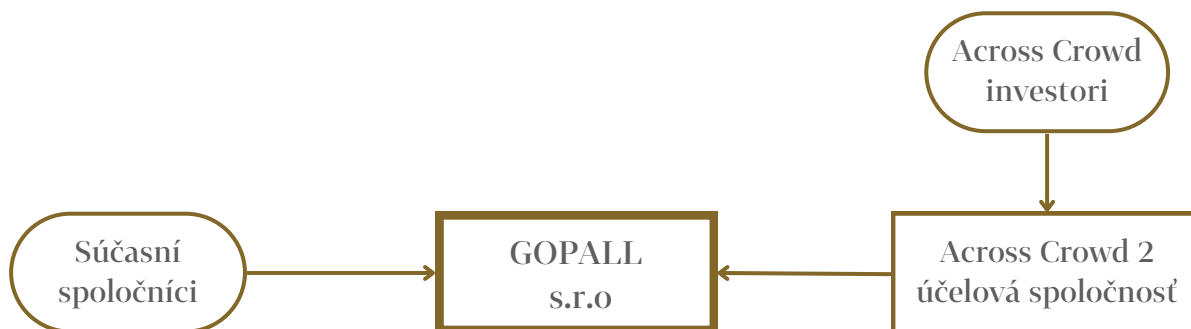 Across Crowd
investori
Súčasní
spoločníci
GOPALL
s.r.o
Across Crowd 2
účelová spoločnosť